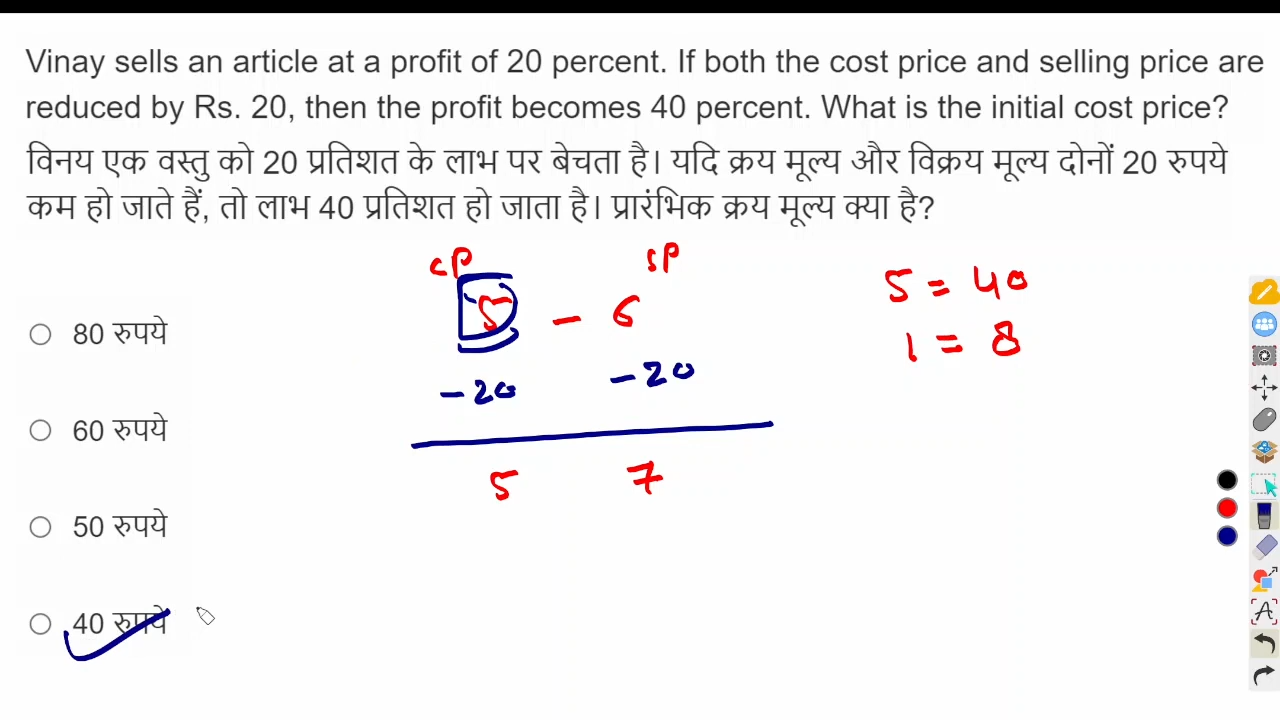 Vinay sells an article at a profit of 20 percent. If both the cost price and selling price are
reduced by Rs. 20, then the profit becomes 40 percent. What is the initial cost price?
विनय एक वस्तु को 20 प्रतिशत के लाभ पर बेचता है। यदि क्रय मूल्य और विक्रय मूल्य दोनों 20 रुपये
कम हो जाते हैं, तो लाभ 40 प्रतिशत हो जाता है। प्रारंभिक क्रय मूल्य क्या है?
CP SP
5 - 6
-20 -20
5 7
5 = 40
1 = 8
80 रुपये
60 रुपये
50 रुपये
40 रुपये